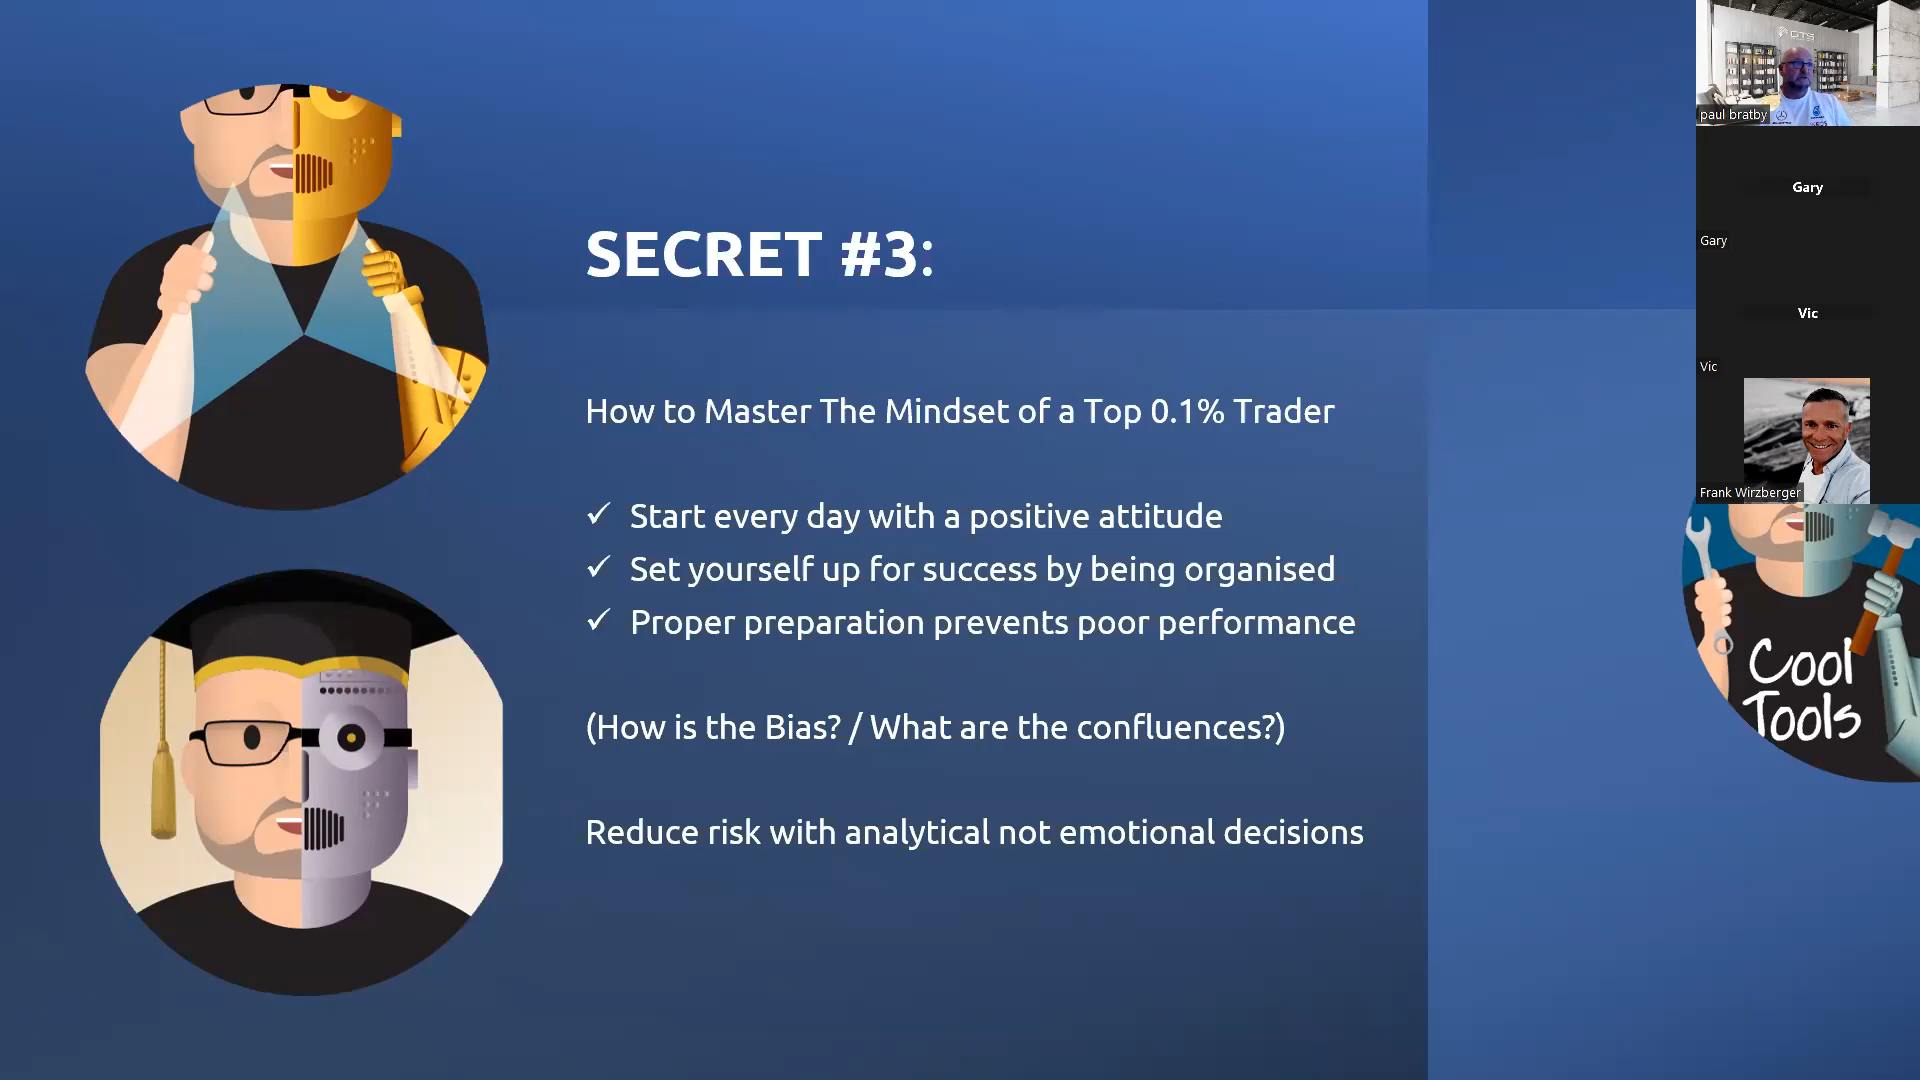 SECRET #3:
How to Master The Mindset of a Top 0.1% Trader
✓ Start every day with a positive attitude
✓ Set yourself up for success by being organised
✓ Proper preparation prevents poor performance
(How is the Bias? / What are the confluences?)
Reduce risk with analytical not emotional decisions
GTS
paul bratby
Gary
Gary
Vic
Vic
Frank Wirzberger
Cool
Tools